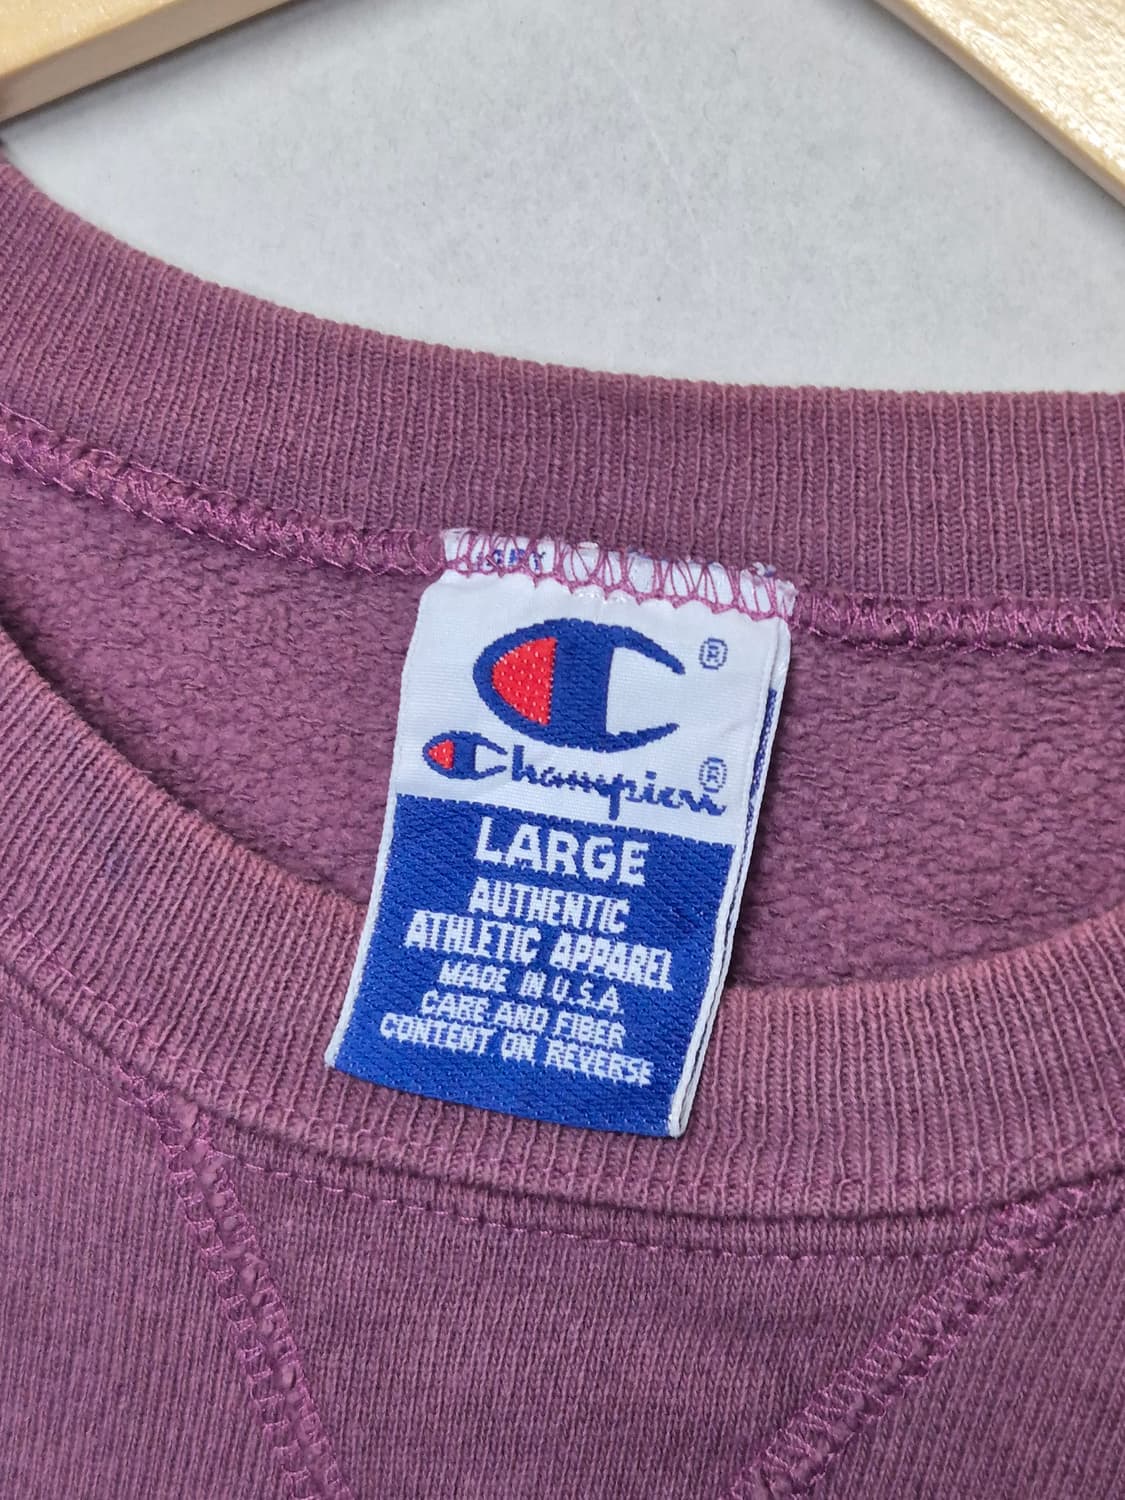 ®
Champion®
LARGE
AUTHENTIC
ATHLETIC APPAREL
MADE IN U.S.A.
CARE AND FIBER
CONTENT ON REVERSE